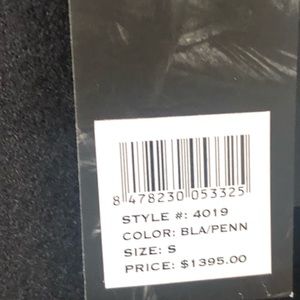 8 478230 053325
STYLE #: 4019
COLOR: BLA/PENN
SIZE: S
PRICE: $1395.00